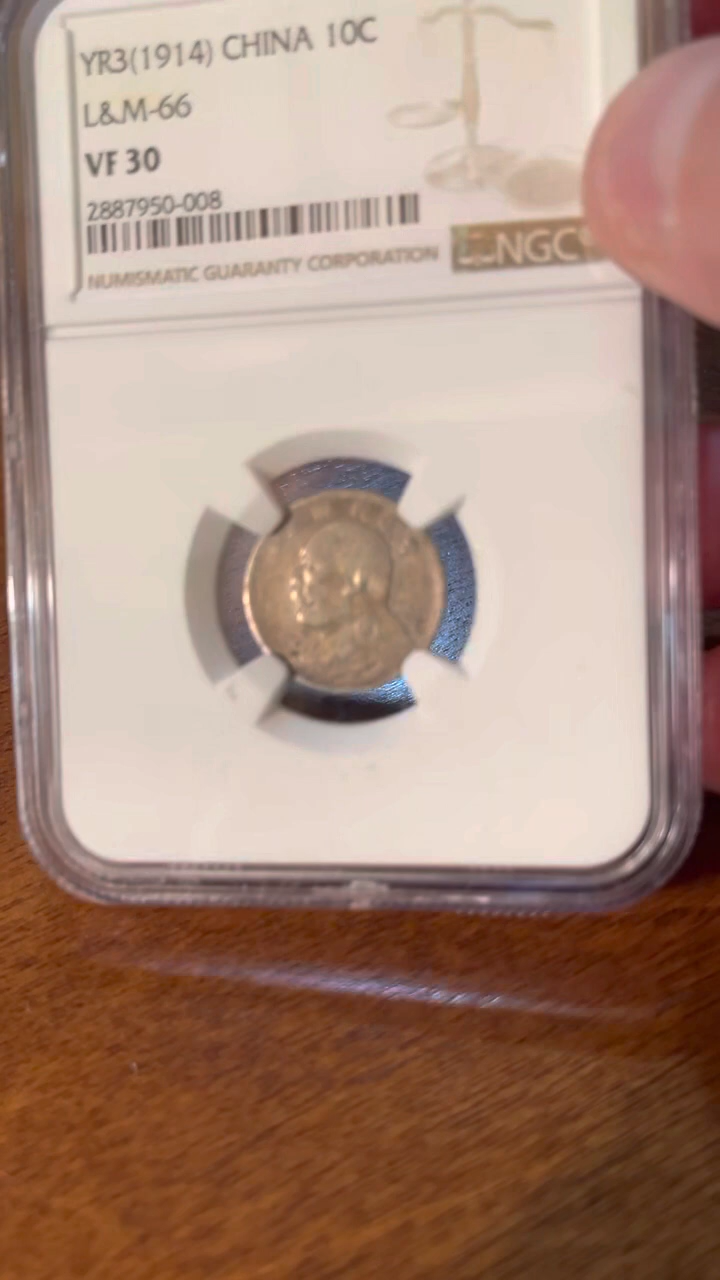 YR3(1914) CHINA 10C
L&M-66
VF 30
2887950-008
NUMISMATIC GUARANTY CORPORATION
NGC